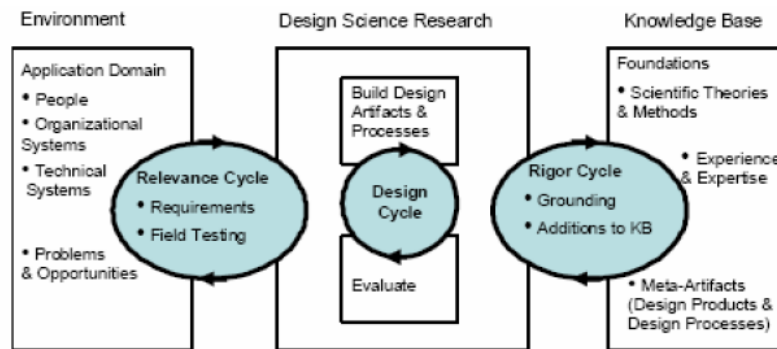 Environment
Design Science Research
Knowledge Base
Application Domain
• People
• Organizational
Systems
• Technical
Systems
• Problems
& Opportunities
Relevance Cycle
• Requirements
• Field Testing
Build Design
Artifacts &
Processes
Design
Cycle
Evaluate
Rigor Cycle
• Grounding
• Additions to KB
Foundations
• Scientific Theories
& Methods
• Experience
& Expertise
• Meta-Artifacts
(Design Products &
Design Processes)